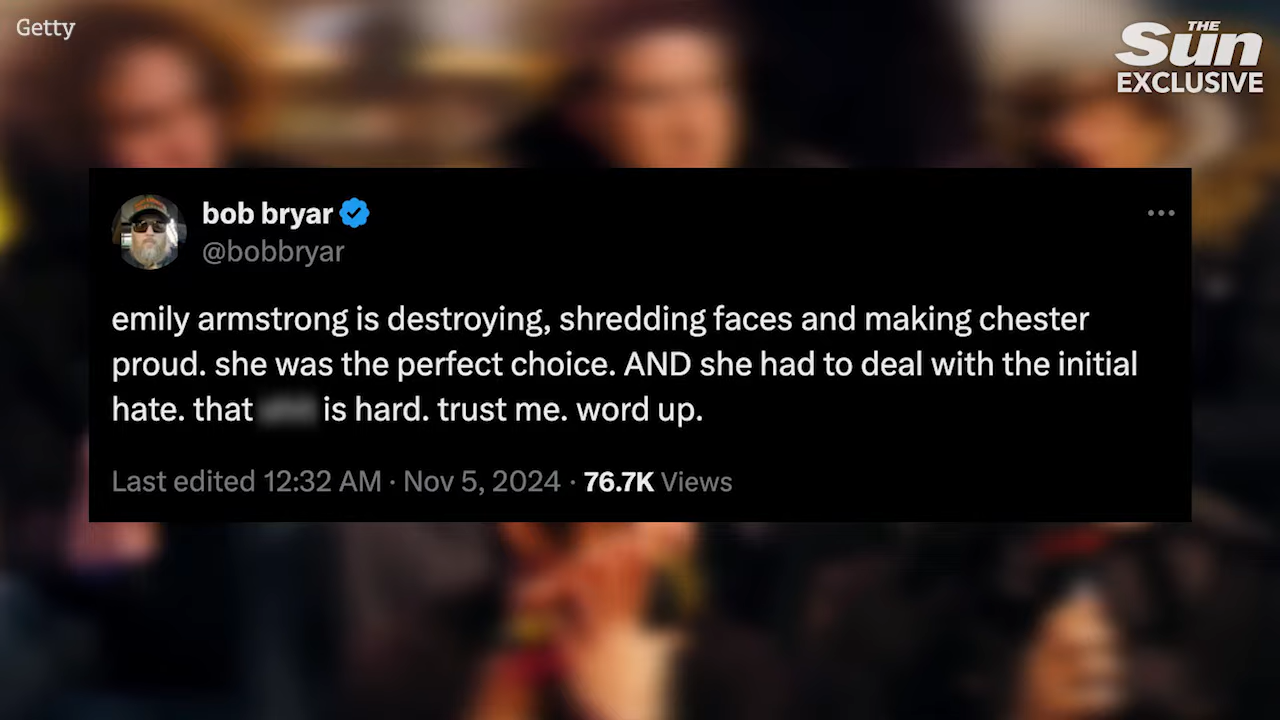 Getty
THE
Sun
EXCLUSIVE
bob bryar
@bobbryar
emily armstrong is destroying, shredding faces and making chester
proud. she was the perfect choice. AND she had to deal with the initial
hate. that is hard. trust me. word up.
Last edited 12:32 AM · Nov 5, 2024 · 76.7K Views